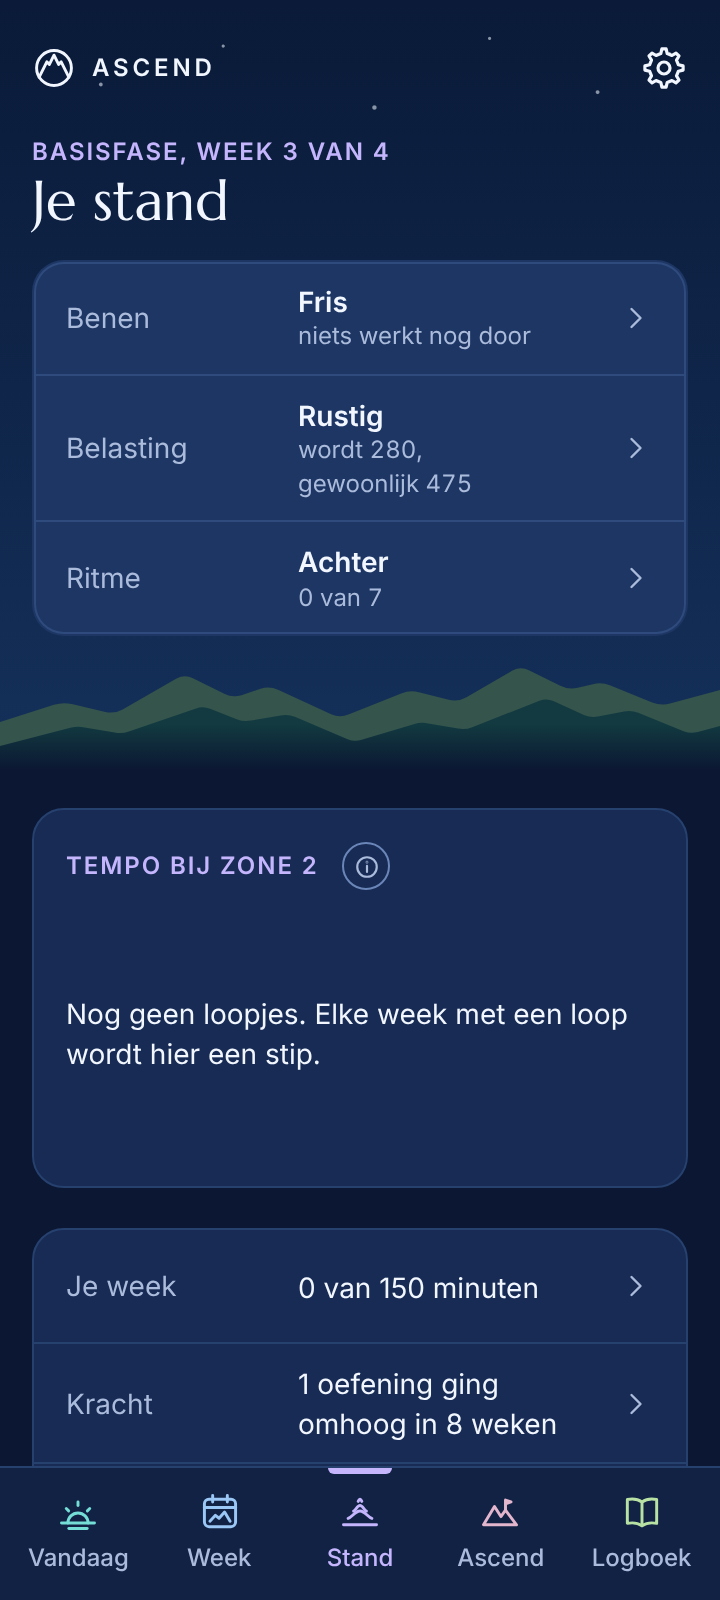 ASCEND
BASISFASE, WEEK 3 VAN 4
Je stand
Benen
Fris
niets werkt nog door
Belasting
Rustig
wordt 280,
gewoonlijk 475
Ritme
Achter
0 van 7
TEMPO BIJ ZONE 2
Nog geen loopjes. Elke week met een loop
wordt hier een stip.
Je week
0 van 150 minuten
Kracht
1 oefening ging
omhoog in 8 weken
Vandaag
Week
Stand
Ascend
Logboek